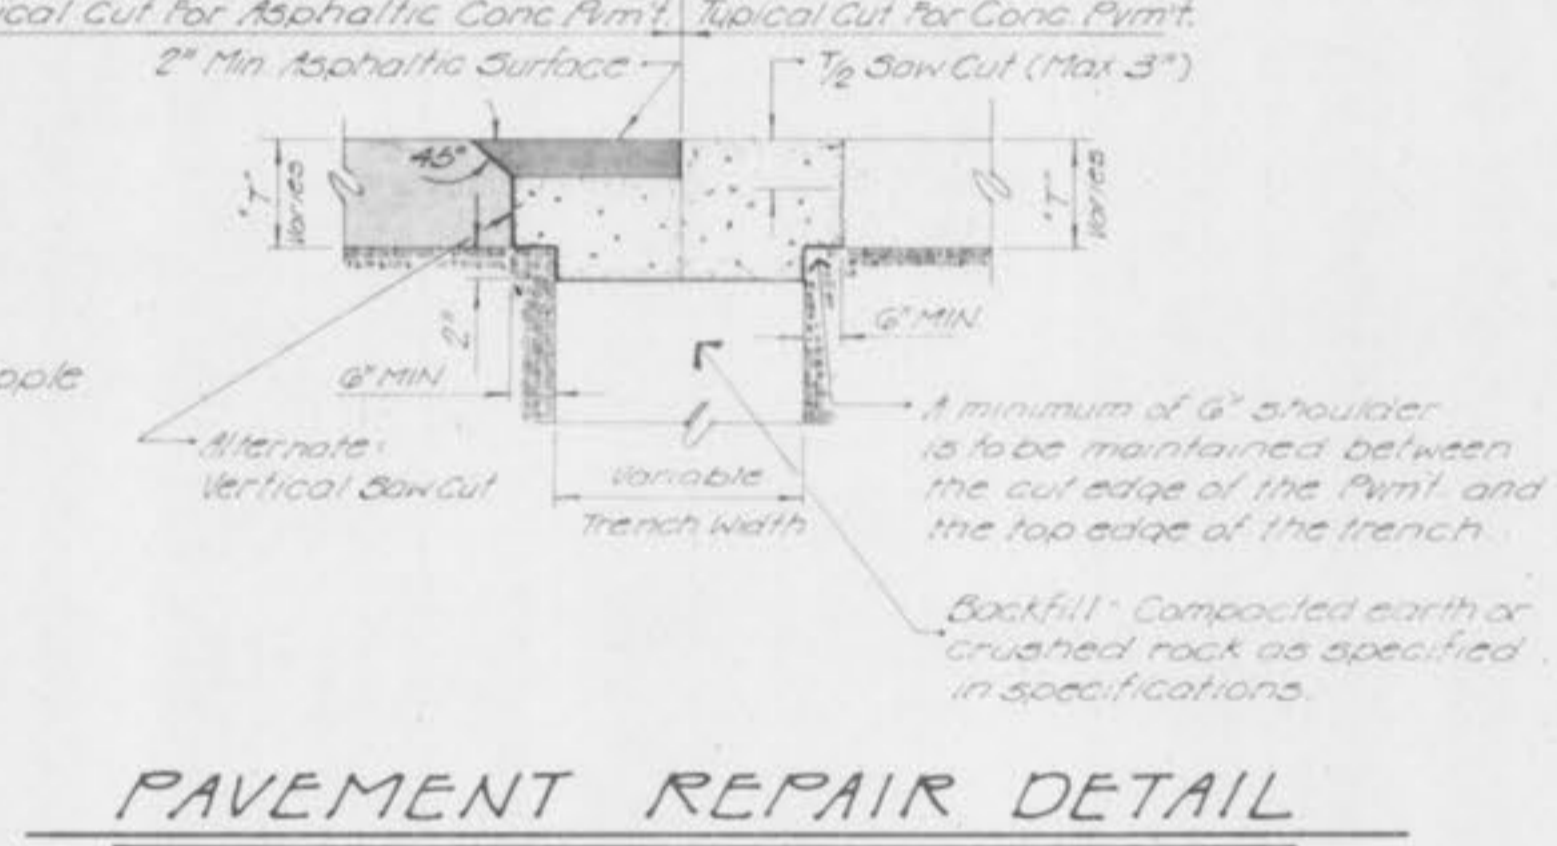 ical Cut For Asphaltic Conc Pvm't.
Typical Cut For Conc. Pvm't.
2" Min. Asphaltic Surface
T/2 Saw Cut (Max 3")
45°
"T"
Varies
"T"
Varies
2"
6" MIN
6" MIN
ople
Alternate:
Vertical Saw Cut
Variable
Trench Width
A minimum of 6" shoulder
is to be maintained between
the cut edge of the Pvm't. and
the top edge of the trench.
Backfill: Compacted earth or
crushed rock as specified
in specifications.
PAVEMENT REPAIR DETAIL